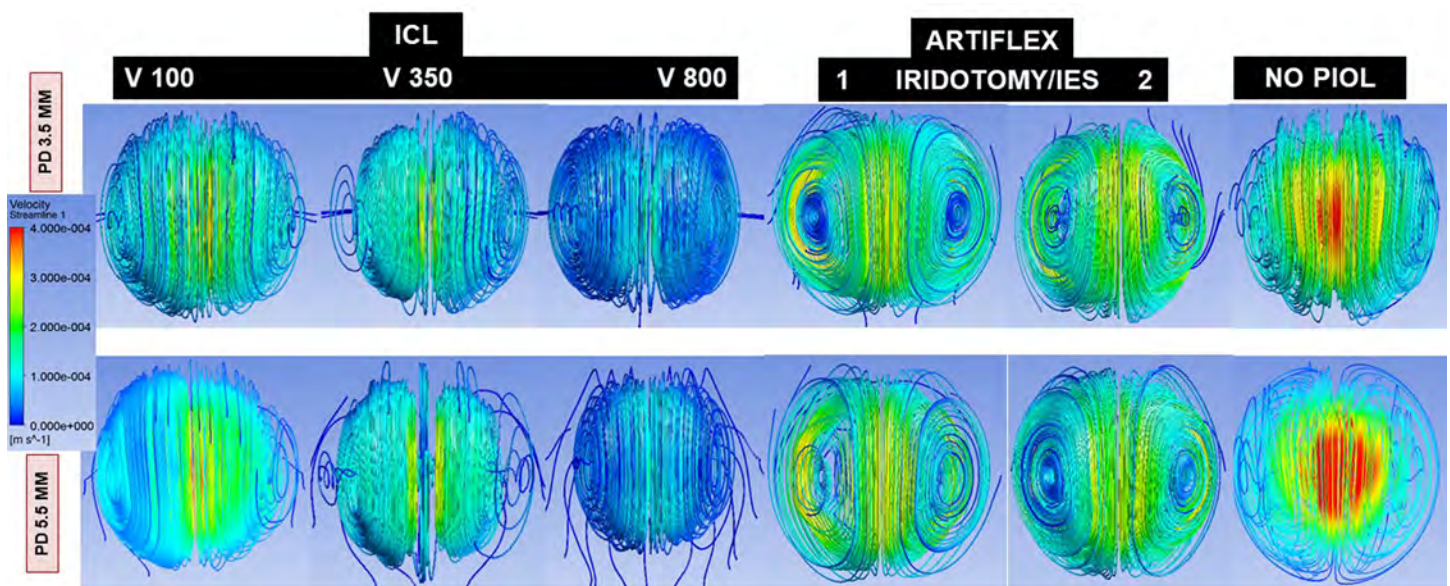 ICL
ARTIFLEX
V 100
V 350
V 800
1
IRIDOTOMY/IES
2
NO PIOL
PD 3.5 MM
Velocity
Streamline 1
4.000e-004
3.000e-004
2.000e-004
1.000e-004
0.000e+000
[m s^-1]
PD 5.5 MM